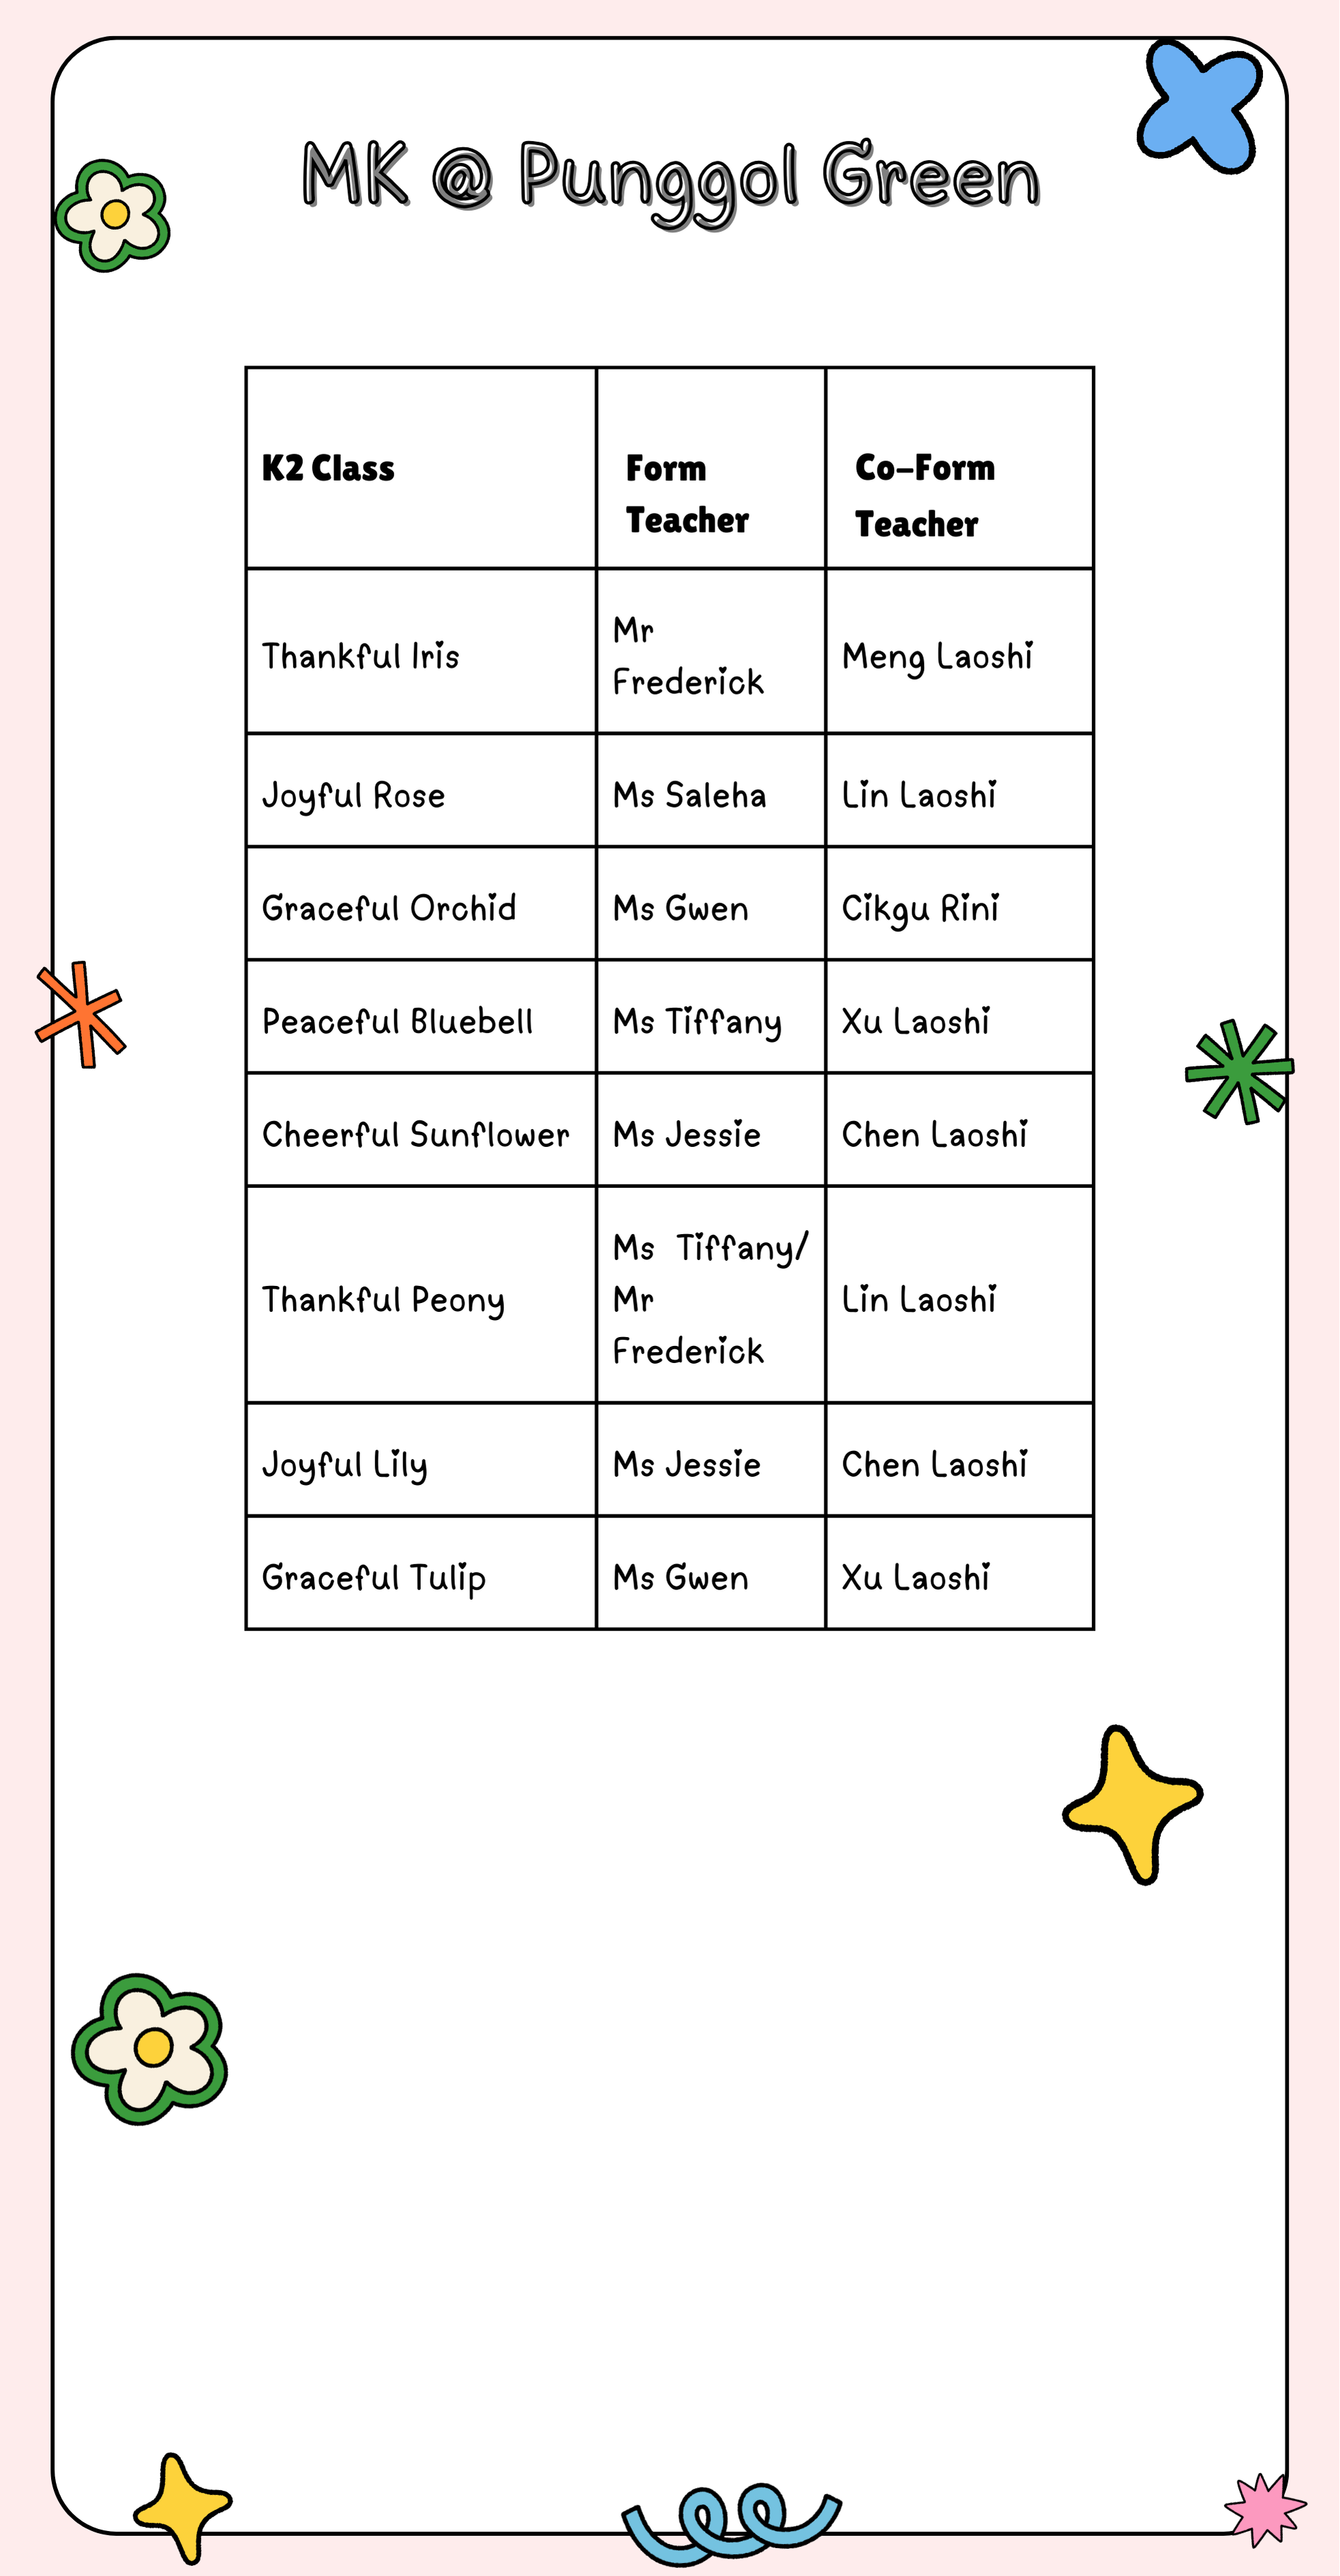 MK @ Punggol Green
K2 Class
Form
Teacher
Co-Form
Teacher
Thankful Iris
Mr
Frederick
Meng Laoshi
Joyful Rose
Ms Saleha
Lin Laoshi
Graceful Orchid
Ms Gwen
Cikgu Rini
Peaceful Bluebell
Ms Tiffany
Xu Laoshi
Cheerful Sunflower
Ms Jessie
Chen Laoshi
Thankful Peony
Ms Tiffany/
Mr
Frederick
Lin Laoshi
Joyful Lily
Ms Jessie
Chen Laoshi
Graceful Tulip
Ms Gwen
Xu Laoshi